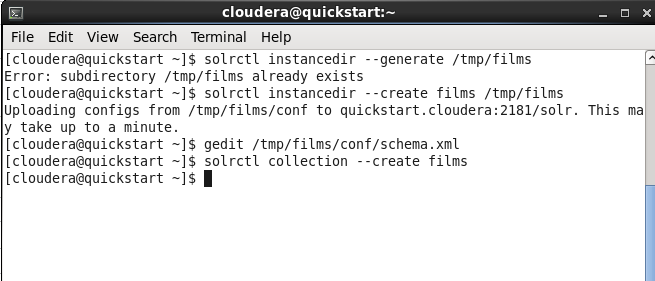 cloudera@quickstart:~
File Edit View Search Terminal Help
[cloudera@quickstart ~]$ solrctl instancedir --generate /tmp/films
Error: subdirectory /tmp/films already exists
[cloudera@quickstart ~]$ solrctl instancedir --create films /tmp/films
Uploading configs from /tmp/films/conf to quickstart.cloudera:2181/solr. This ma
y take up to a minute.
[cloudera@quickstart ~]$ gedit /tmp/films/conf/schema.xml
[cloudera@quickstart ~]$ solrctl collection --create films
[cloudera@quickstart ~]$